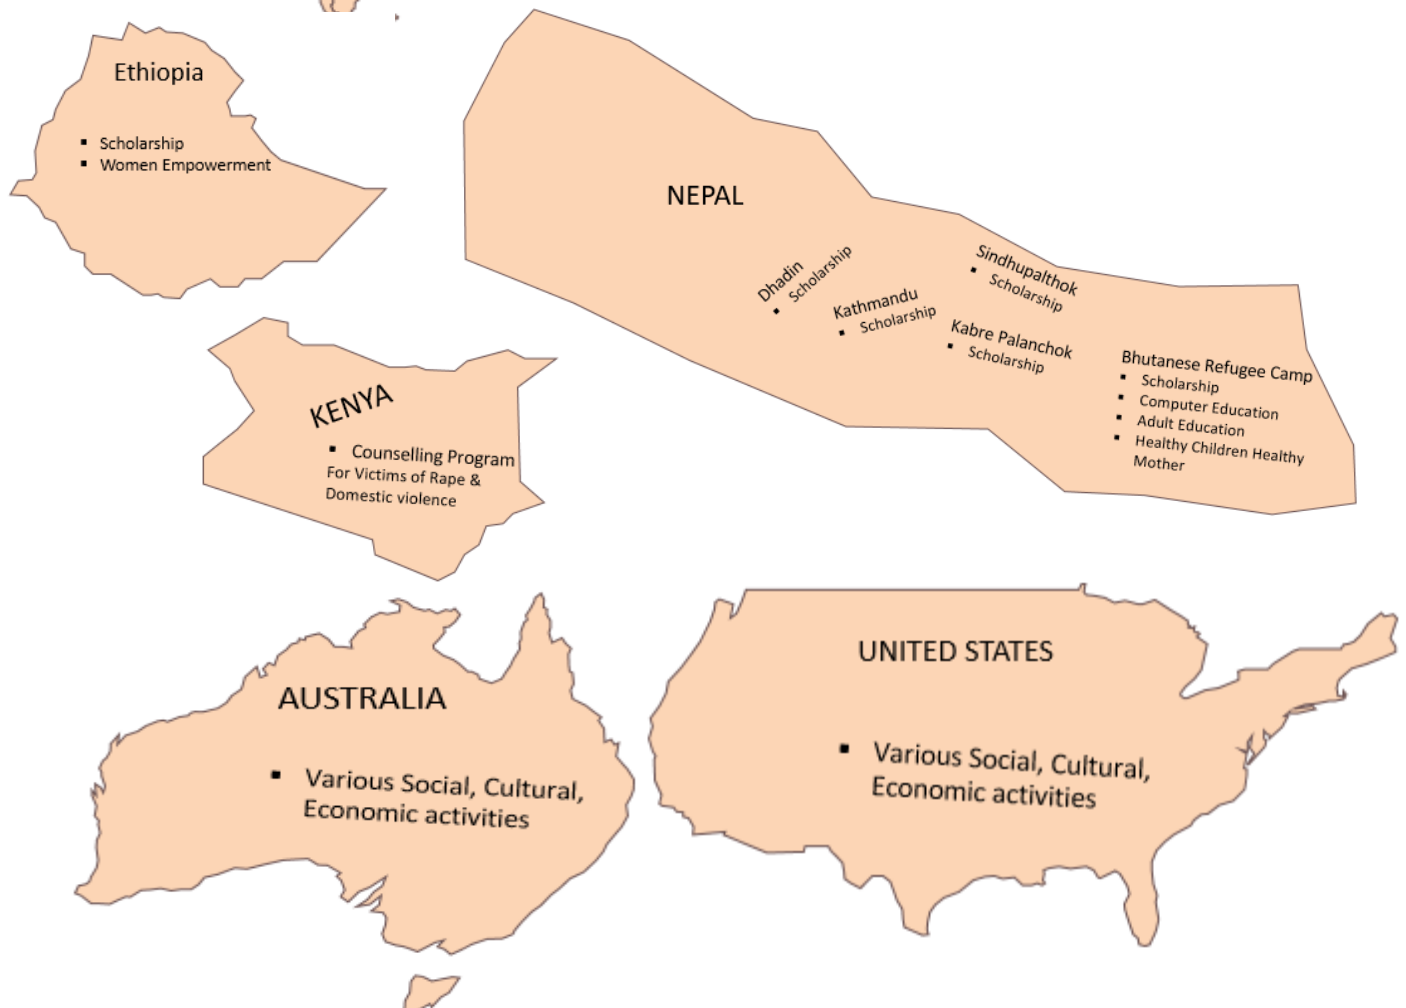 Ethiopia
▪ Scholarship
▪ Women Empowerment
NEPAL
Dhadin
▪ Scholarship
Kathmandu
▪ Scholarship
Sindhupalthok
▪ Scholarship
Kabre Palanchok
▪ Scholarship
Bhutanese Refugee Camp
▪ Scholarship
▪ Computer Education
▪ Adult Education
▪ Healthy Children Healthy
Mother
KENYA
▪ Counselling Program
For Victims of Rape &
Domestic violence
AUSTRALIA
▪ Various Social, Cultural,
Economic activities
UNITED STATES
▪ Various Social, Cultural,
Economic activities